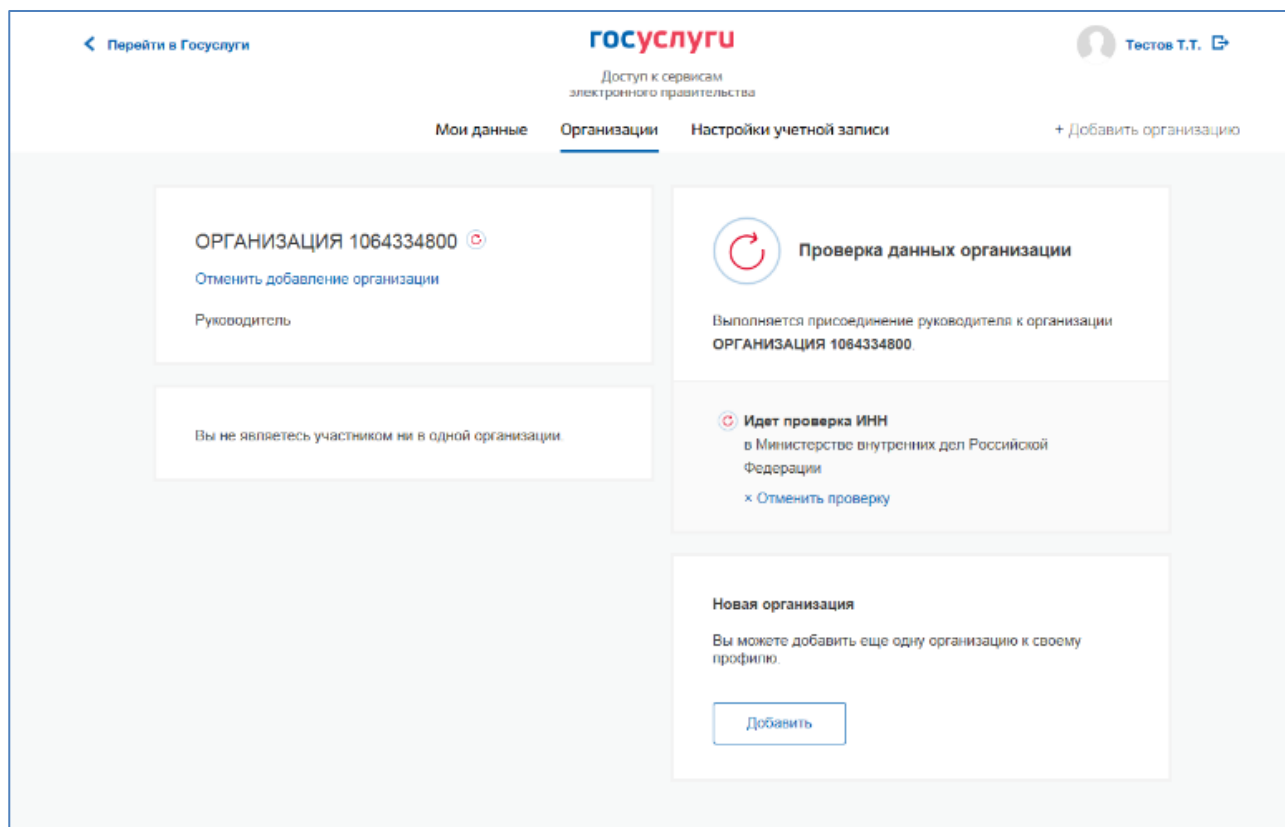 Перейти в Госуслуги
госуслуги
Тестов Т.Т.
Доступ к сервисам
электронного правительства
Мои данные
Организации
Настройки учетной записи
+ Добавить организацию
ОРГАНИЗАЦИЯ 1064334800
Отменить добавление организации
Руководитель
Вы не являетесь участником ни в одной организации.
Проверка данных организации
Выполняется присоединение руководителя к организации
ОРГАНИЗАЦИЯ 1064334800.
Идет проверка ИНН
в Министерстве внутренних дел Российской
Федерации
× Отменить проверку
Новая организация
Вы можете добавить еще одну организацию к своему
профилю.
Добавить